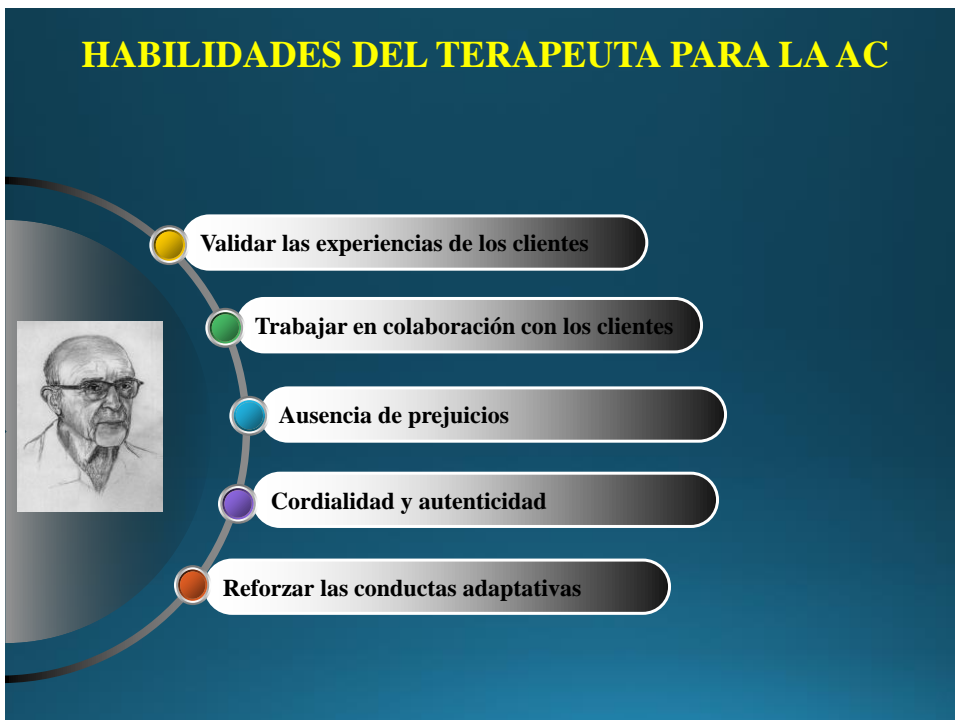 HABILIDADES DEL TERAPEUTA PARA LA AC
Validar las experiencias de los clientes
Trabajar en colaboración con los clientes
Ausencia de prejuicios
Cordialidad y autenticidad
Reforzar las conductas adaptativas